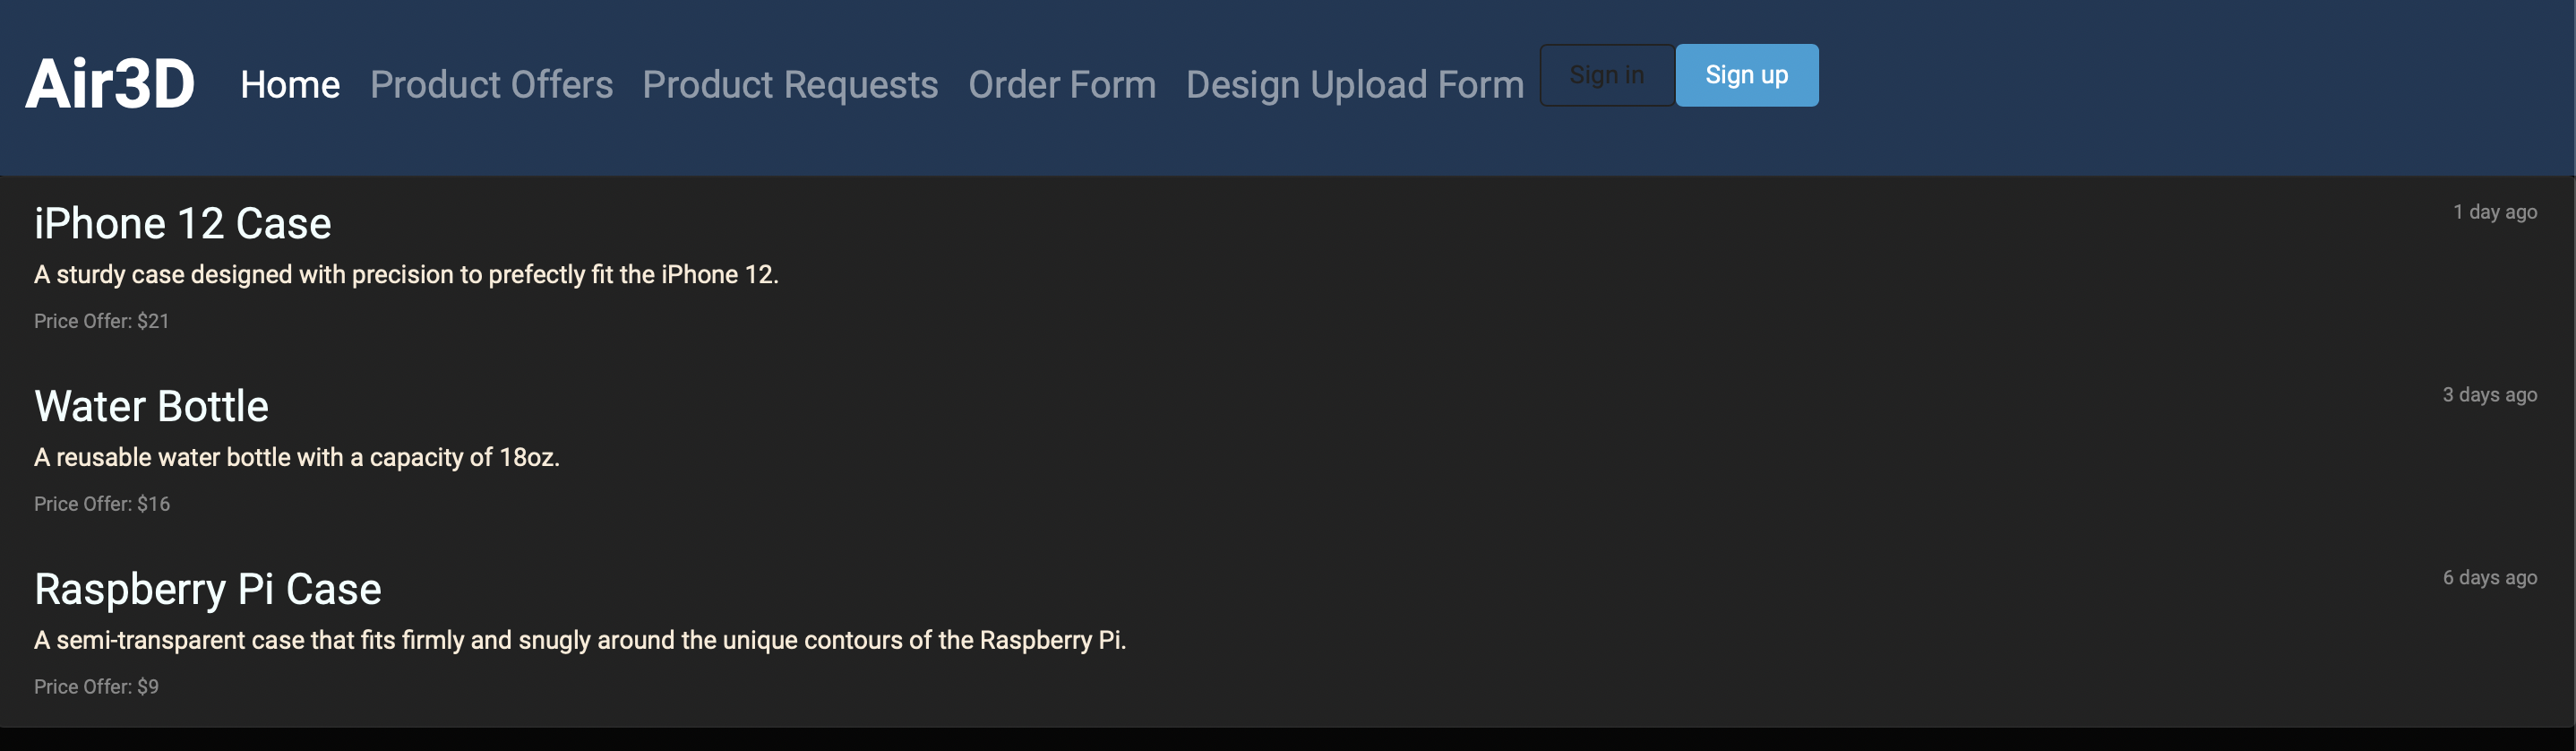 Air3D Home Product Offers Product Requests Order Form Design Upload Form Sign in Sign up
iPhone 12 Case 1 day ago
A sturdy case designed with precision to prefectly fit the iPhone 12.
Price Offer: $21
Water Bottle 3 days ago
A reusable water bottle with a capacity of 18oz.
Price Offer: $16
Raspberry Pi Case 6 days ago
A semi-transparent case that fits firmly and snugly around the unique contours of the Raspberry Pi.
Price Offer: $9